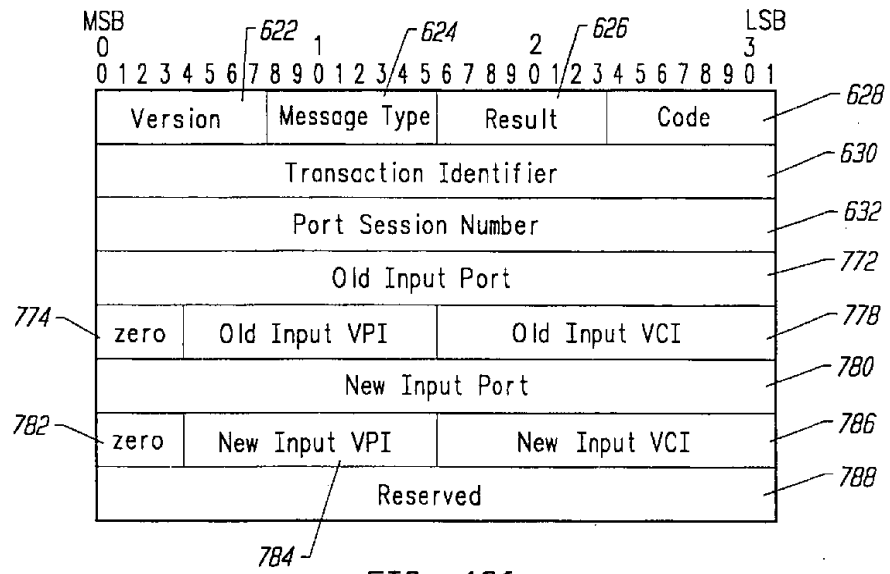 MSB LSB
0 622 1 624 2 626 3
0 1 2 3 4 5 6 7 8 9 0 1 2 3 4 5 6 7 8 9 0 1 2 3 4 5 6 7 8 9 0 1
Version Message Type Result Code 628
Transaction Identifier 630
Port Session Number 632
Old Input Port 772
774 zero Old Input VPI Old Input VCI 778
New Input Port 780
782 zero New Input VPI New Input VCI 786
Reserved 788
784